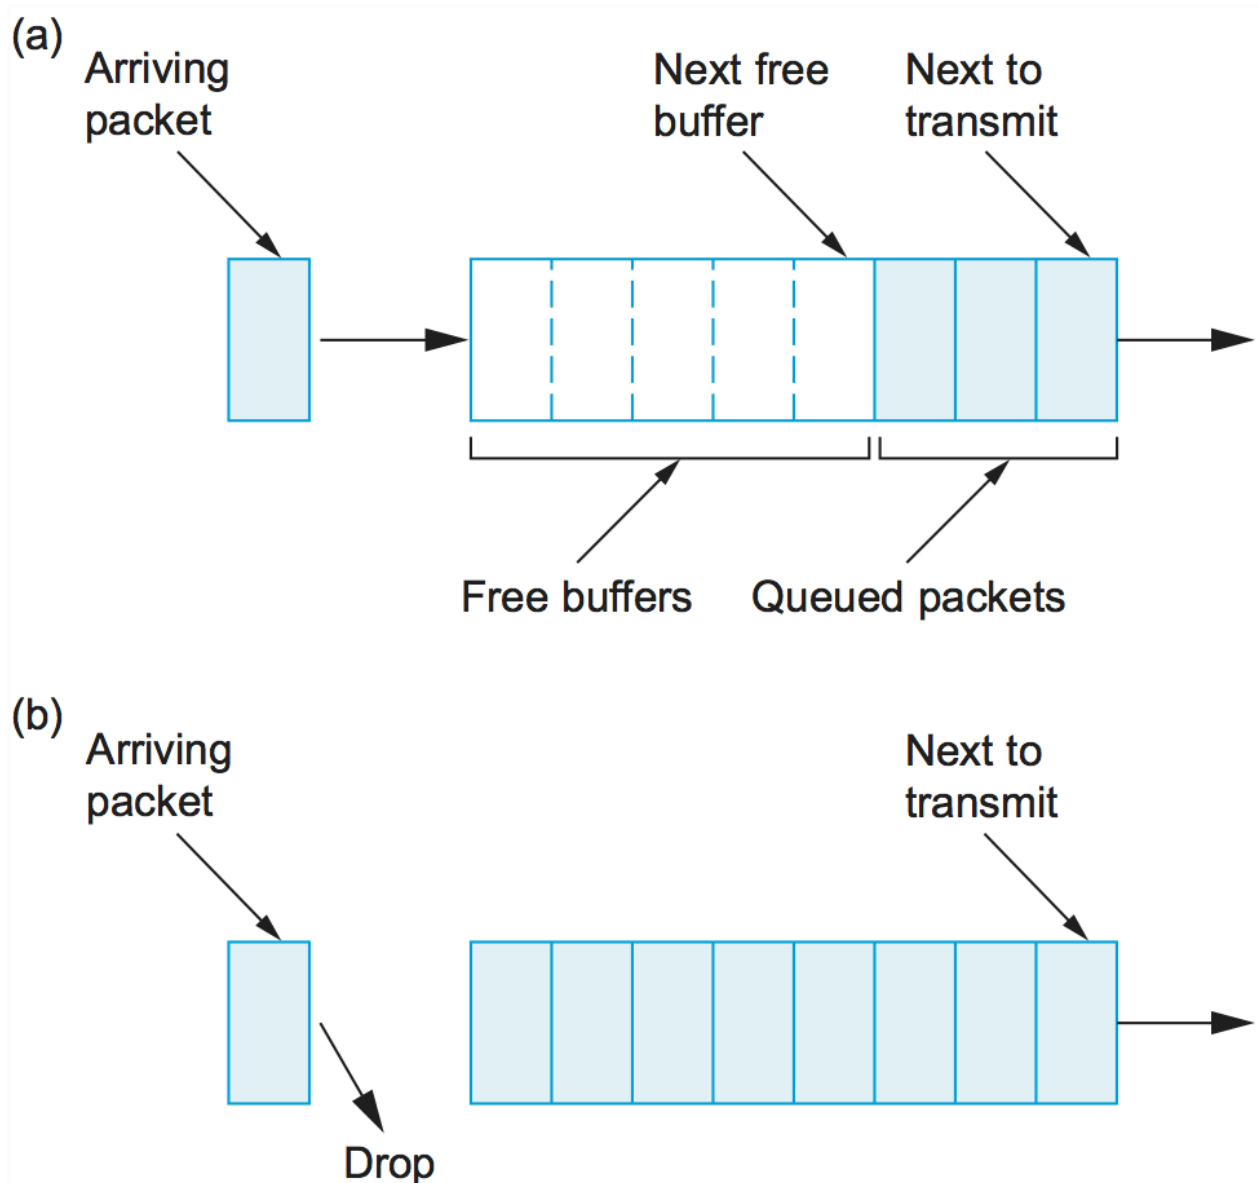 (a)
Arriving
packet
Next free
buffer
Next to
transmit
Free buffers
Queued packets
(b)
Arriving
packet
Next to
transmit
Drop